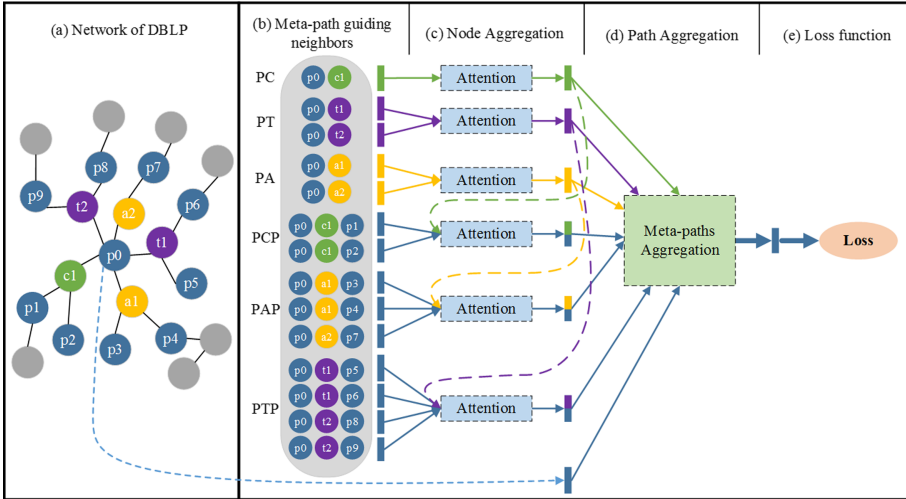 (a) Network of DBLP
(b) Meta-path guiding
neighbors
(c) Node Aggregation
(d) Path Aggregation
(e) Loss function
p9
t2
p8
a2
p7
p6
t1
p0
c1
p5
p1
a1
p2
p3
p4
PC
p0 c1
PT
p0 t1
p0 t2
PA
p0 a1
p0 a2
PCP
p0 c1 p1
p0 c1 p2
PAP
p0 a1 p3
p0 a1 p4
p0 a2 p7
PTP
p0 t1 p5
p0 t1 p6
p0 t2 p8
p0 t2 p9
Attention
Attention
Attention
Attention
Attention
Attention
Meta-paths
Aggregation
Loss